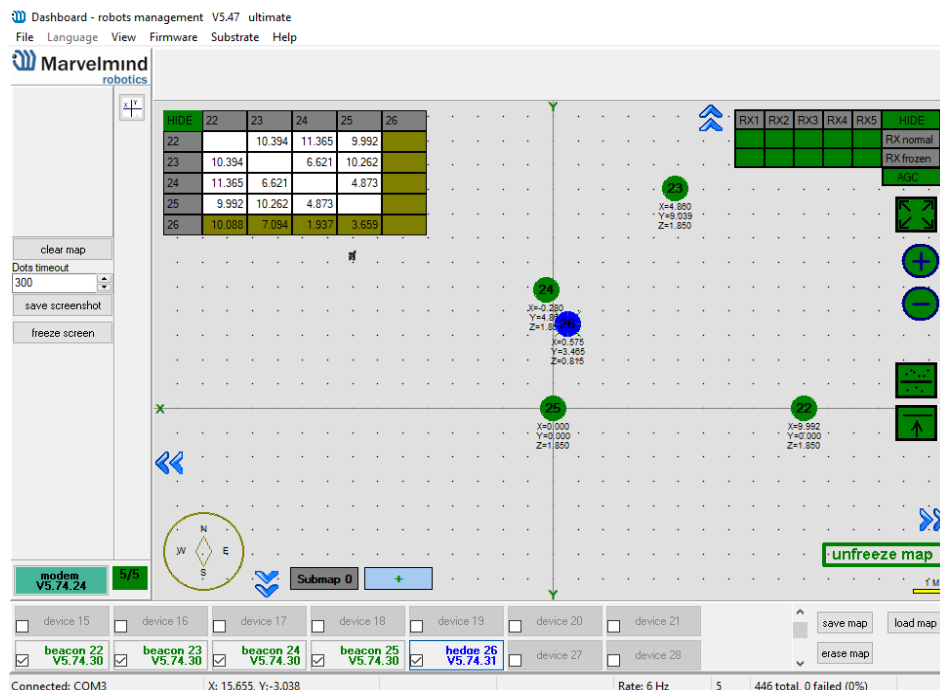 Dashboard - robots management V5.47 ultimate
File Language View Firmware Substrate Help
Marvelmind
robotics
HIDE 22 23 24 25 26
22 10.394 11.365 9.992
23 10.394 6.621 10.262
24 11.365 6.621 4.873
25 9.992 10.262 4.873
26 10.088 7.094 1.937 3.659
Y
RX1 RX2 RX3 RX4 RX5 HIDE
RX normal
RX frozen
AGC
23
X=4.860
Y=9.039
Z=1.850
clear map
Dots timeout
300
save screenshot
freeze screen
24
X=-0.280
26
X=0.575
Y=3.465
Z=0.815
X
25
X=0.000
Y=0.000
Z=1.850
22
X=9.992
Y=0.000
Z=1.850
N
W E
S
unfreeze map
modem
V5.74.24
5/5
Submap 0
+
Y
1 M
device 15 device 16 device 17 device 18 device 19 device 20 device 21
save map load map
beacon 22
V5.74.30
beacon 23
V5.74.30
beacon 24
V5.74.30
beacon 25
V5.74.30
hedge 26
V5.74.31
device 27 device 28
erase map
Connected: COM3 X: 15.655, Y:-3.038 Rate: 6 Hz 5 446 total, 0 failed (0%)